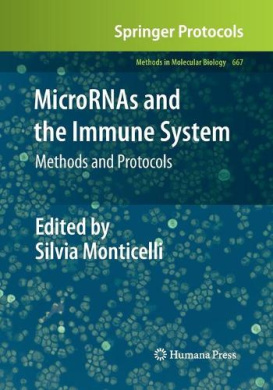 Springer Protocols
Methods in Molecular Biology 667
MicroRNAs and
the Immune System
Methods and Protocols
Edited by
Silvia Monticelli
Humana Press